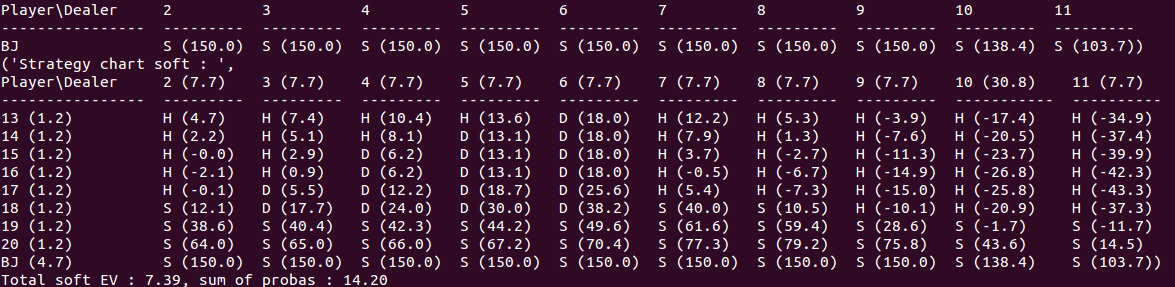 Player\Dealer 2 3 4 5 6 7 8 9 10 11
---------------- --------- --------- --------- --------- --------- --------- --------- --------- --------- ---------
BJ S (150.0) S (150.0) S (150.0) S (150.0) S (150.0) S (150.0) S (150.0) S (150.0) S (138.4) S (103.7))
('Strategy chart soft : ',
Player\Dealer 2 (7.7) 3 (7.7) 4 (7.7) 5 (7.7) 6 (7.7) 7 (7.7) 8 (7.7) 9 (7.7) 10 (30.8) 11 (7.7)
---------------- --------- --------- --------- --------- --------- --------- --------- --------- ----------- -----------
13 (1.2) H (4.7) H (7.4) H (10.4) H (13.6) D (18.0) H (12.2) H (5.3) H (-3.9) H (-17.4) H (-34.9)
14 (1.2) H (2.2) H (5.1) H (8.1) D (13.1) D (18.0) H (7.9) H (1.3) H (-7.6) H (-20.5) H (-37.4)
15 (1.2) H (-0.0) H (2.9) D (6.2) D (13.1) D (18.0) H (3.7) H (-2.7) H (-11.3) H (-23.7) H (-39.9)
16 (1.2) H (-2.1) H (0.9) D (6.2) D (13.1) D (18.0) H (-0.5) H (-6.7) H (-14.9) H (-26.8) H (-42.3)
17 (1.2) H (-0.1) D (5.5) D (12.2) D (18.7) D (25.6) H (5.4) H (-7.3) H (-15.0) H (-25.8) H (-43.3)
18 (1.2) S (12.1) D (17.7) D (24.0) D (30.0) D (38.2) S (40.0) S (10.5) H (-10.1) H (-20.9) H (-37.3)
19 (1.2) S (38.6) S (40.4) S (42.3) S (44.2) S (49.6) S (61.6) S (59.4) S (28.6) S (-1.7) S (-11.7)
20 (1.2) S (64.0) S (65.0) S (66.0) S (67.2) S (70.4) S (77.3) S (79.2) S (75.8) S (43.6) S (14.5)
BJ (4.7) S (150.0) S (150.0) S (150.0) S (150.0) S (150.0) S (150.0) S (150.0) S (150.0) S (138.4) S (103.7))
Total soft EV : 7.39, sum of probas : 14.20